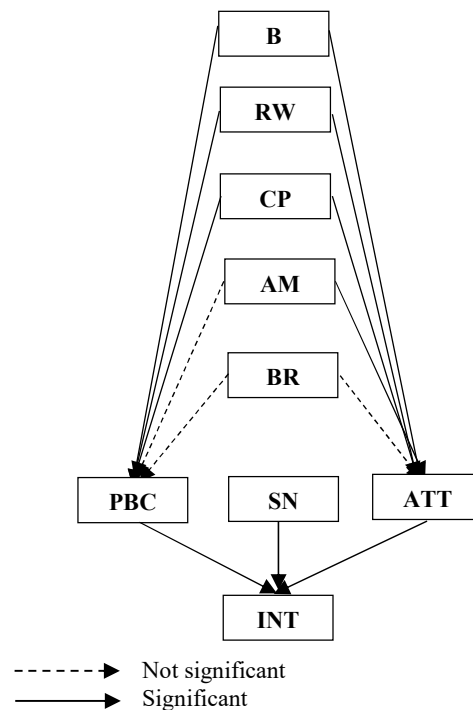 B
RW
CP
AM
BR
PBC
SN
ATT
INT
Not significant
Significant